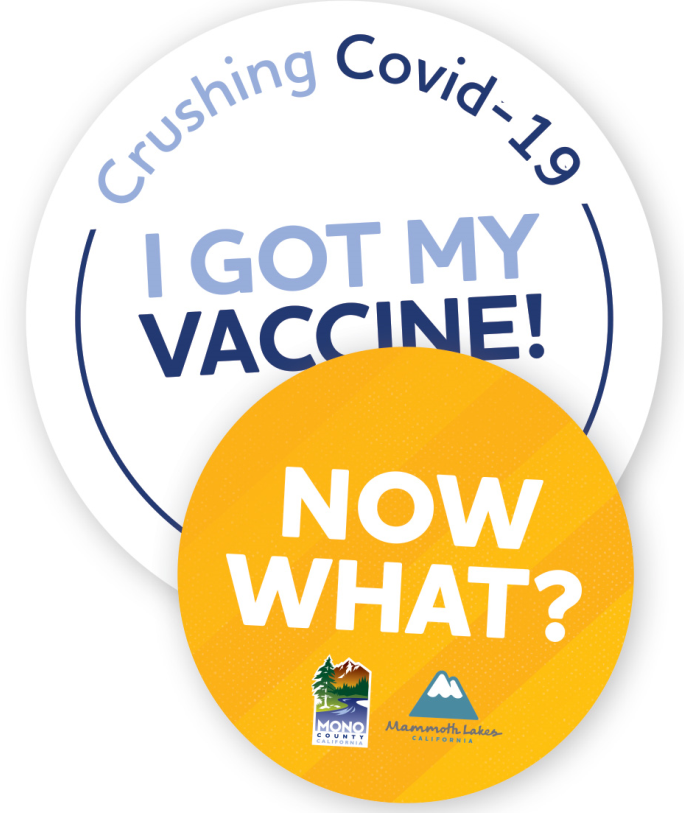 Crushing Covid-19
I GOT MY
VACCINE!
NOW
WHAT?
MONO
COUNTY
CALIFORNIA
Mammoth Lakes
CALIFORNIA